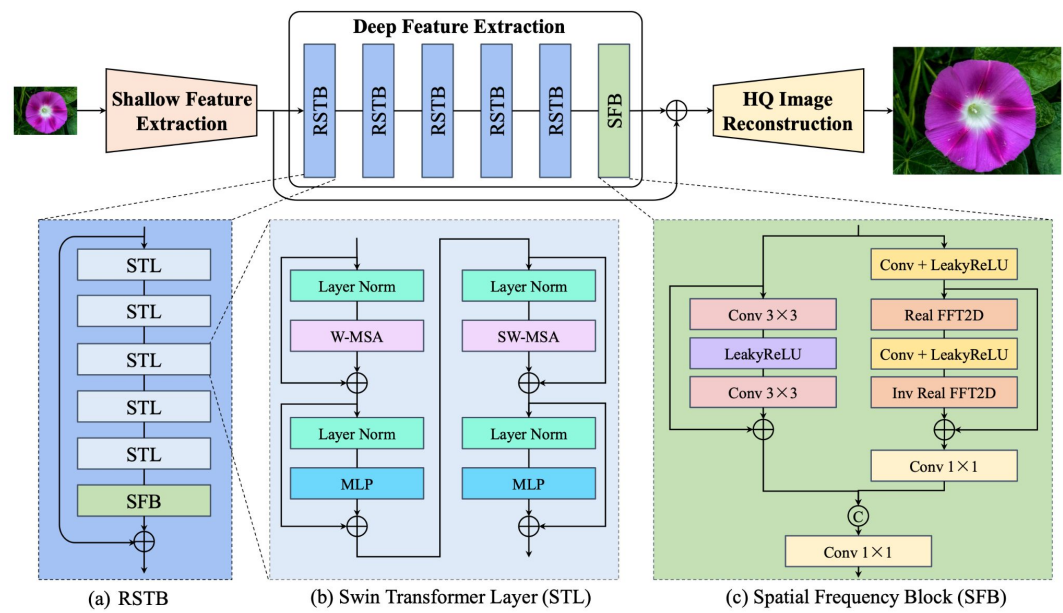 Deep Feature Extraction
Shallow Feature
Extraction
RSTB
RSTB
RSTB
RSTB
RSTB
SFB
HQ Image
Reconstruction
STL
STL
STL
STL
STL
SFB
(a) RSTB
Layer Norm
W-MSA
Layer Norm
MLP
Layer Norm
SW-MSA
Layer Norm
MLP
(b) Swin Transformer Layer (STL)
Conv 3×3
LeakyReLU
Conv 3×3
Conv + LeakyReLU
Real FFT2D
Conv + LeakyReLU
Inv Real FFT2D
Conv 1×1
C
Conv 1×1
(c) Spatial Frequency Block (SFB)